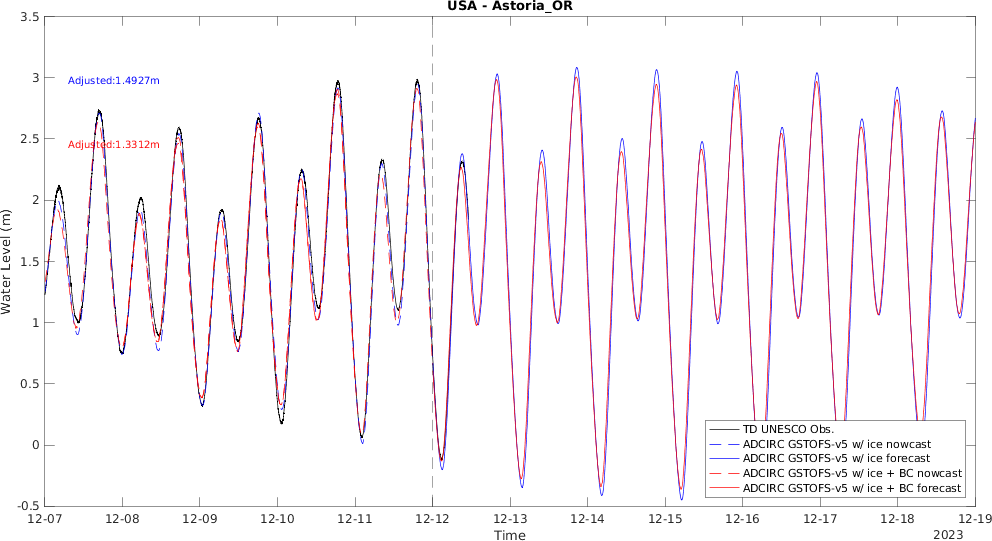 USA - Astoria_OR
3.5
3
2.5
2
1.5
1
0.5
0
-0.5
Water Level (m)
Adjusted:1.4927m
Adjusted:1.3312m
TD UNESCO Obs.
ADCIRC GSTOFS-v5 w/ ice nowcast
ADCIRC GSTOFS-v5 w/ ice forecast
ADCIRC GSTOFS-v5 w/ ice + BC nowcast
ADCIRC GSTOFS-v5 w/ ice + BC forecast
12-07 12-08 12-09 12-10 12-11 12-12 12-13 12-14 12-15 12-16 12-17 12-18 12-19
Time
2023